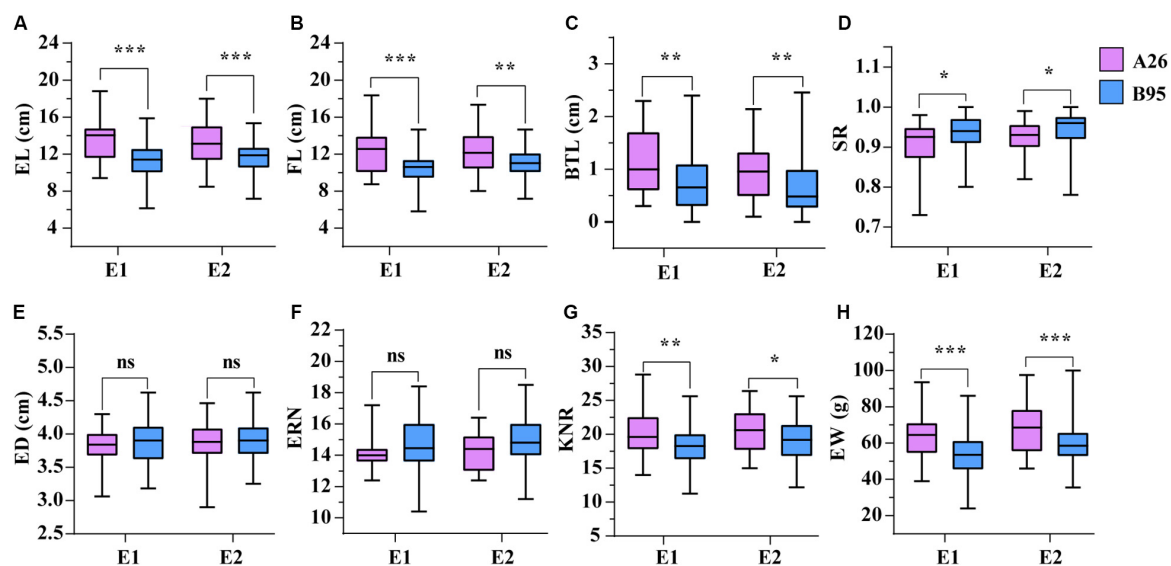 A
EL (cm)
24
20
16
12
8
4
***
***
E1
E2
B
FL (cm)
24
20
16
12
8
4
***
**
E1
E2
C
BTL (cm)
3
2
1
0
**
**
E1
E2
D
SR
1.1
1.0
0.9
0.8
0.7
*
*
E1
E2
A26
B95
E
ED (cm)
5.5
5.0
4.5
4.0
3.5
3.0
2.5
ns
ns
E1
E2
F
ERN
22
20
18
16
14
12
10
ns
ns
E1
E2
G
KNR
35
30
25
20
15
10
5
**
*
E1
E2
H
EW (g)
120
100
80
60
40
20
***
***
E1
E2